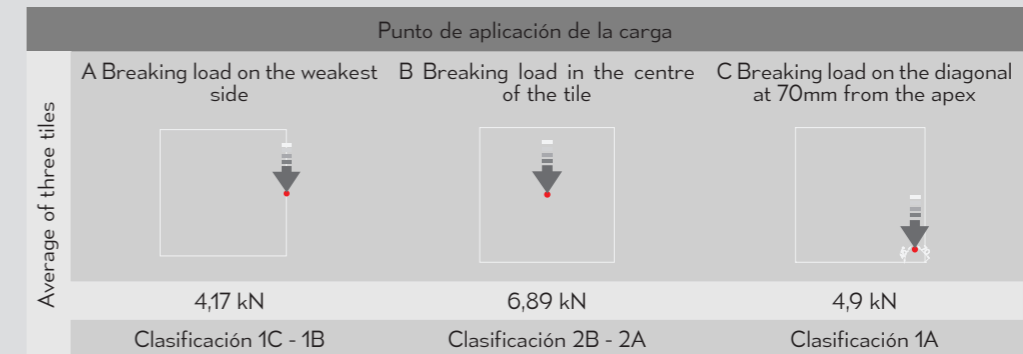 Punto de aplicación de la carga
Average of three tiles
A Breaking load on the weakest
side
B Breaking load in the centre
of the tile
C Breaking load on the diagonal
at 70mm from the apex
4,17 kN
6,89 kN
4,9 kN
Clasificación 1C - 1B
Clasificación 2B - 2A
Clasificación 1A